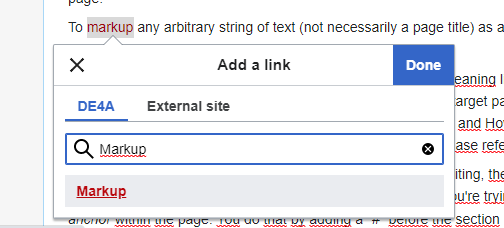 page.
To markup any arbitrary string of text (not necessarily a page title) as a
Add a link
Done
DE4A
External site
Markup
Markup
eaning
arget pa
and
ase refe
iting, the
ou're tryin
anchor within the page. You do that by adding a "#" before the section